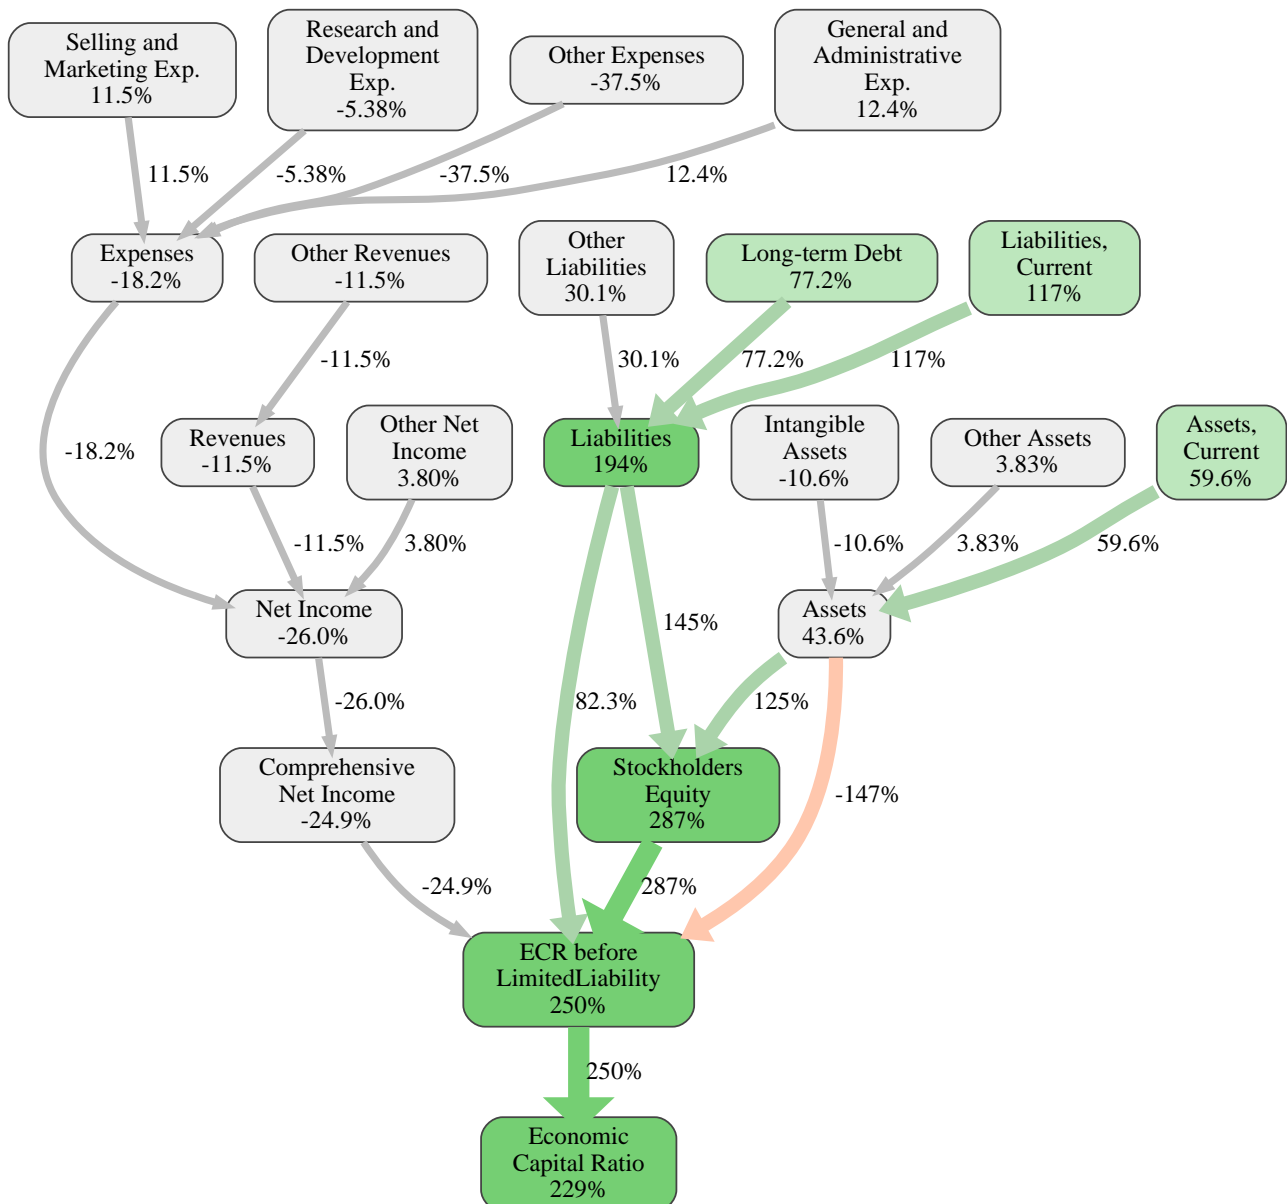 Selling and
Marketing Exp.
11.5%
Research and
Development
Exp.
-5.38%
Other Expenses
-37.5%
General and
Administrative
Exp.
12.4%
11.5%
-5.38%
-37.5%
12.4%
Expenses
-18.2%
Other Revenues
-11.5%
Other
Liabilities
30.1%
Long-term Debt
77.2%
Liabilities,
Current
117%
-11.5%
30.1%
77.2%
117%
-18.2%
Revenues
-11.5%
Other Net
Income
3.80%
Liabilities
194%
Intangible
Assets
-10.6%
Other Assets
3.83%
Assets,
Current
59.6%
-11.5%
3.80%
-10.6%
3.83%
59.6%
Net Income
-26.0%
145%
Assets
43.6%
-26.0%
82.3%
125%
Comprehensive
Net Income
-24.9%
Stockholders
Equity
287%
-147%
-24.9%
287%
ECR before
LimitedLiability
250%
250%
Economic
Capital Ratio
229%